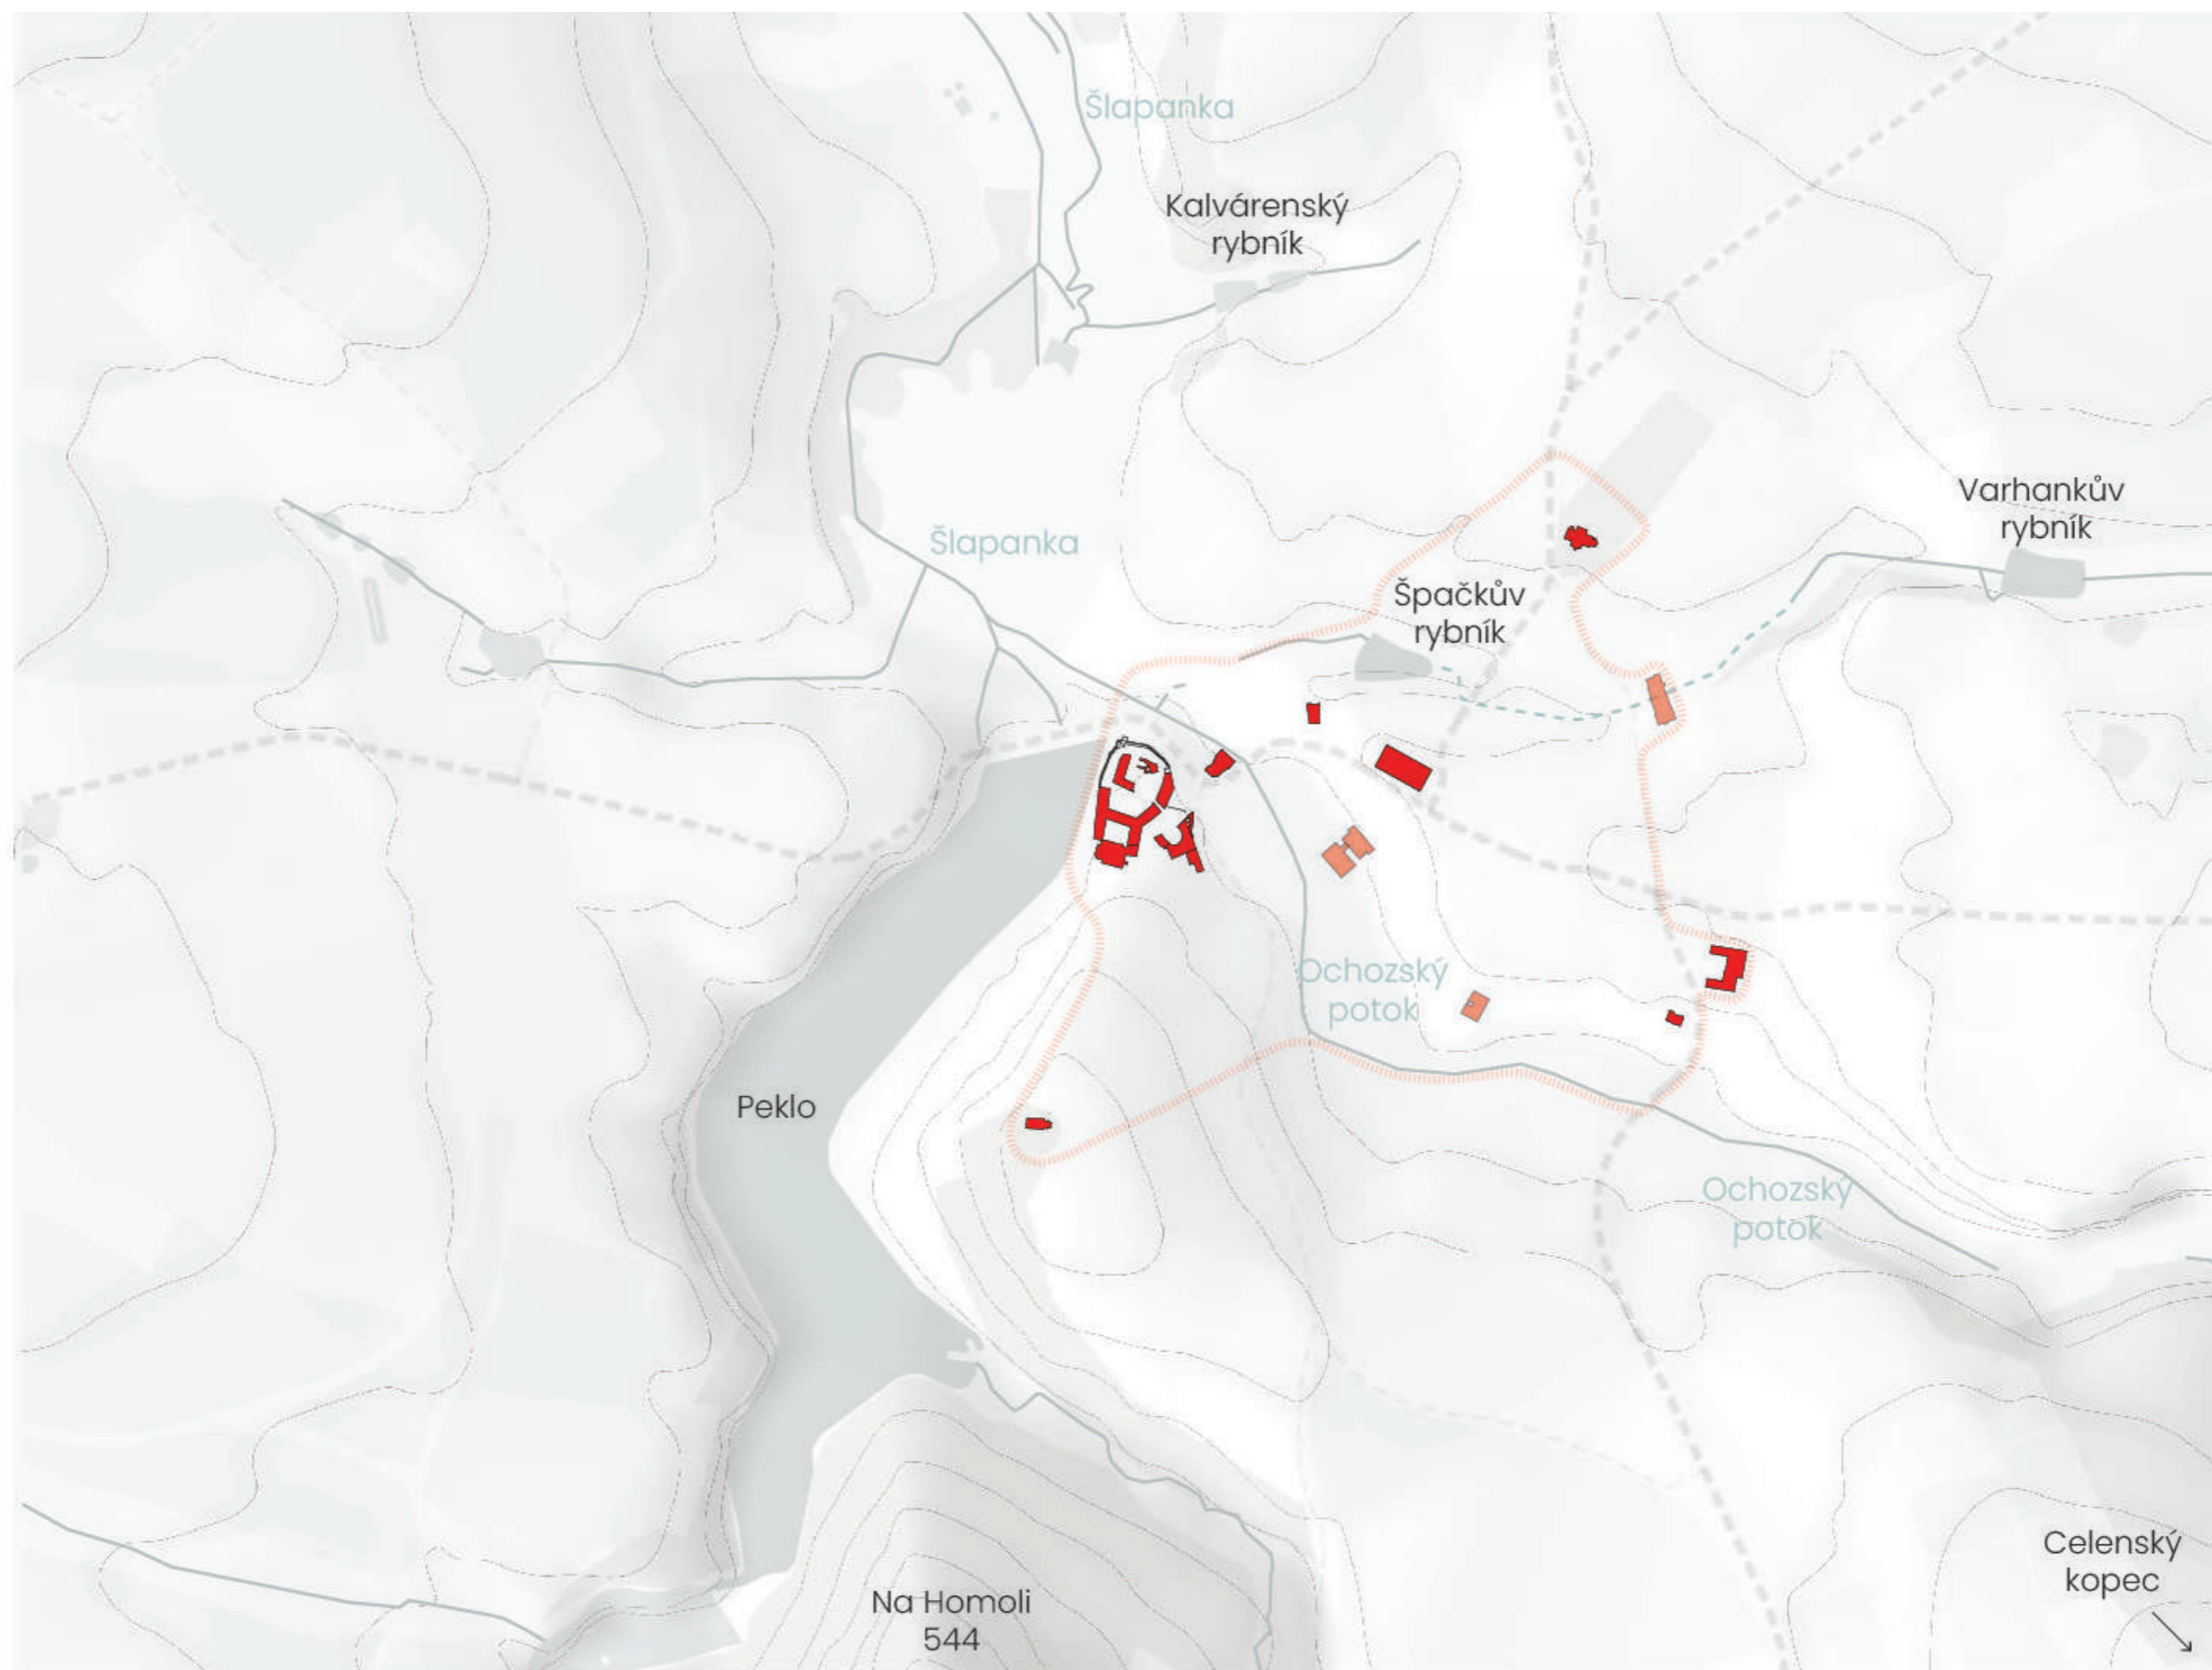 Šlapanka
Kalvárenský
rybník
Varhankův
rybník
Šlapanka
Špačkův
rybník
Ochozský
potok
Peklo
Ochozský
potok
Celenský
kopec
Na Homoli
544